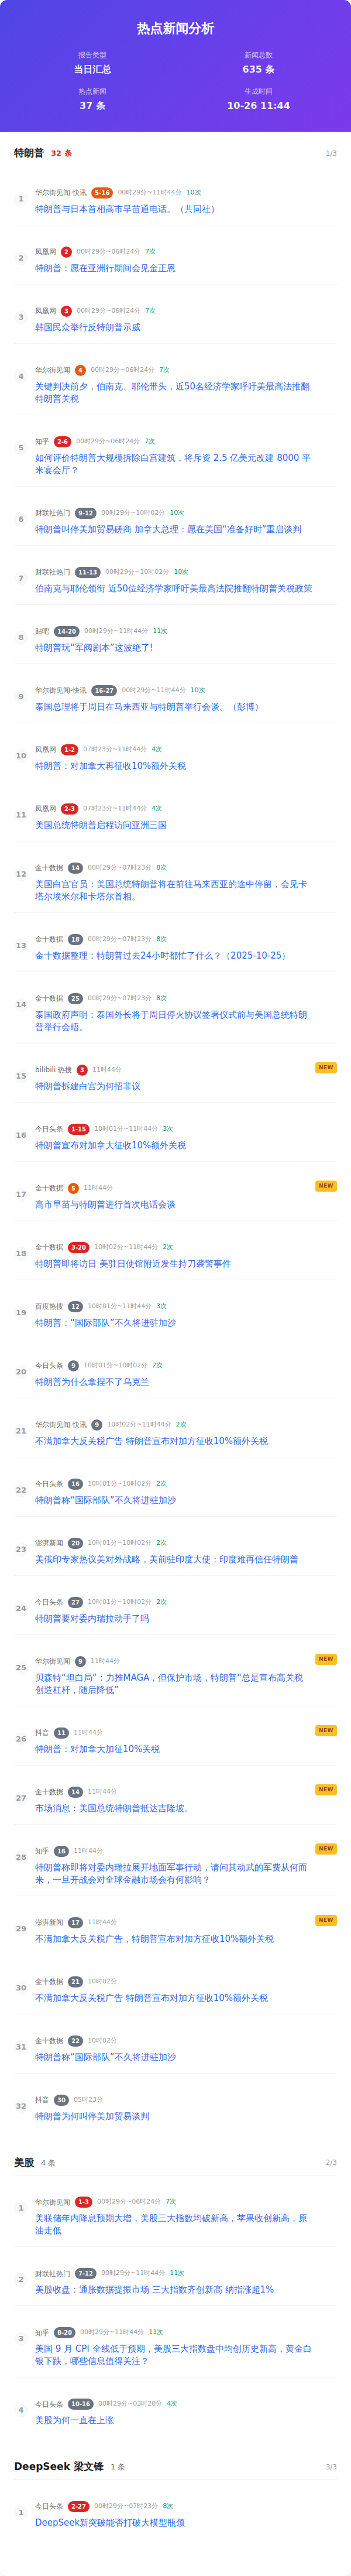 热点新闻分析
报告类型
当日汇总
新闻总数
635 条
热点新闻
37 条
生成时间
10-26 11:44
特朗普 32 条 1/3
1
华尔街见闻-快讯 5-16 00时29分~11时44分 10次
特朗普与日本首相高市早苗通电话。（共同社）
2
凤凰网 2 00时29分~06时24分 7次
特朗普：愿在亚洲行期间会见金正恩
3
凤凰网 3 00时29分~06时24分 7次
韩国民众举行反特朗普示威
4
华尔街见闻 4 00时29分~06时24分 7次
关键判决前夕，伯南克、耶伦带头，近50名经济学家呼吁美最高法推翻
特朗普关税
5
知乎 2-6 00时29分~06时24分 7次
如何评价特朗普大规模拆除白宫建筑，将斥资 2.5 亿美元改建 8000 平
米宴会厅？
6
财联社热门 9-12 00时29分~10时02分 10次
特朗普叫停美加贸易磋商 加拿大总理：愿在美国“准备好时”重启谈判
7
财联社热门 11-13 00时29分~10时02分 10次
伯南克与耶伦领衔 近50位经济学家呼吁美最高法院推翻特朗普关税政策
8
贴吧 14-20 00时29分~11时44分 11次
特朗普玩“军阀剧本”这波绝了!
9
华尔街见闻-快讯 16-27 00时29分~11时44分 10次
泰国总理将于周日在马来西亚与特朗普举行会谈。（彭博）
10
凤凰网 1-2 07时23分~11时44分 4次
特朗普：对加拿大再征收10%额外关税
11
凤凰网 2-3 07时23分~11时44分 4次
美国总统特朗普启程访问亚洲三国
12
金十数据 14 00时29分~07时23分 8次
美国白宫官员：美国总统特朗普将在前往马来西亚的途中停留，会见卡
塔尔埃米尔和卡塔尔首相。
13
金十数据 18 00时29分~07时23分 8次
金十数据整理：特朗普过去24小时都忙了什么？（2025-10-25）
14
金十数据 25 00时29分~07时23分 8次
泰国政府声明：泰国外长将于周日停火协议签署仪式前与美国总统特朗
普举行会晤。
15
bilibili 热搜 3 11时44分 NEW
特朗普拆建白宫为何招非议
16
今日头条 1-15 10时01分~11时44分 3次
特朗普宣布对加拿大征收10%额外关税
17
金十数据 5 11时44分 NEW
高市早苗与特朗普进行首次电话会谈
18
金十数据 3-20 10时02分~11时44分 2次
特朗普即将访日 美驻日使馆附近发生持刀袭警事件
19
百度热搜 12 10时01分~11时44分 3次
特朗普：“国际部队”不久将进驻加沙
20
今日头条 9 10时01分~10时02分 2次
特朗普为什么拿捏不了乌克兰
21
华尔街见闻-快讯 9 10时02分~11时44分 2次
不满加拿大反关税广告 特朗普宣布对加方征收10%额外关税
22
今日头条 16 10时01分~10时02分 2次
特朗普称“国际部队”不久将进驻加沙
23
澎湃新闻 20 10时01分~10时02分 2次
美俄印专家热议美对外战略，美前驻印度大使：印度难再信任特朗普
24
今日头条 27 10时01分~10时02分 2次
特朗普要对委内瑞拉动手了吗
25
华尔街见闻 9 11时44分 NEW
贝森特“坦白局”：力推MAGA，但保护市场，特朗普“总是宣布高关税
创造杠杆，随后降低”
26
抖音 11 11时44分 NEW
特朗普：对加拿大加征10%关税
27
金十数据 14 11时44分 NEW
市场消息：美国总统特朗普抵达吉隆坡。
28
知乎 16 11时44分 NEW
特朗普称即将对委内瑞拉展开地面军事行动，请问其动武的军费从何而
来，一旦开战会对全球金融市场会有何影响？
29
澎湃新闻 17 11时44分 NEW
不满加拿大反关税广告，特朗普宣布对加方征收10%额外关税
30
金十数据 21 10时02分
不满加拿大反关税广告 特朗普宣布对加方征收10%额外关税
31
金十数据 22 10时02分
特朗普称“国际部队”不久将进驻加沙
32
抖音 30 05时23分
特朗普为何叫停美加贸易谈判
美股 4 条 2/3
1
华尔街见闻 1-3 00时29分~06时24分 7次
美联储年内降息预期大增，美股三大指数均破新高，苹果收创新高，原
油走低
2
财联社热门 7-12 00时29分~11时44分 11次
美股收盘：通胀数据提振市场 三大指数齐创新高 纳指涨超1%
3
知乎 8-20 00时29分~11时44分 11次
美国 9 月 CPI 全线低于预期，美股三大指数盘中均创历史新高，黄金白
银下跌，哪些信息值得关注？
4
今日头条 10-16 00时29分~03时20分 4次
美股为何一直在上涨
DeepSeek 梁文锋 1 条 3/3
1
今日头条 2-27 00时29分~07时23分 8次
DeepSeek新突破能否打破大模型瓶颈